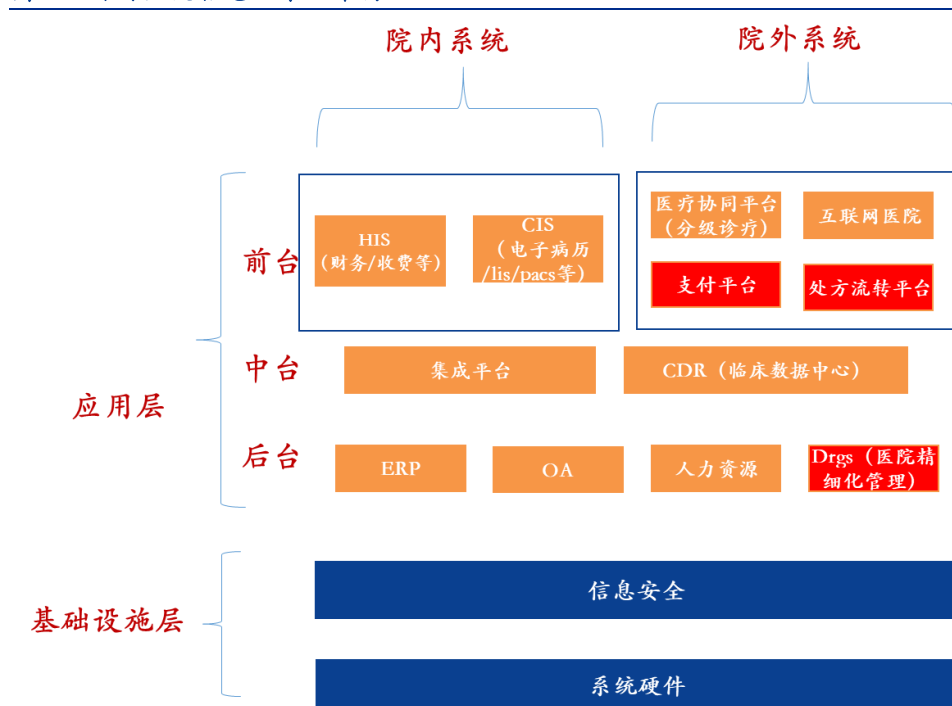 院内系统
院外系统
前台
HIS
(财务/收费等)
CIS
(电子病历
/lis/pacs等)
医疗协同平台
(分级诊疗)
互联网医院
支付平台
处方流转平台
应用层
中台
集成平台
CDR(临床数据中心)
后台
ERP
OA
人力资源
Drgs(医院精
细化管理)
基础设施层
信息安全
系统硬件